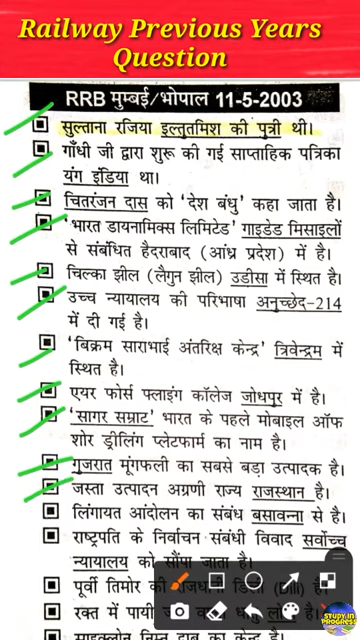 Railway Previous Years
Question
RRB मुम्बई/भोपाल 11-5-2003
सुल्ताना रजिया इल्तुतमिश की पुत्री थी।
गाँधी जी द्वारा शुरू की गई साप्ताहिक पत्रिका
यंग इंडिया था।
चितरंजन दास को 'देश बंधु' कहा जाता है।
'भारत डायनामिक्स लिमिटेड' गाइडेड मिसाइलों
से संबंधित हैदराबाद (आंध्र प्रदेश) में है।
चिल्का झील (लैगुन झील) उडीसा में स्थित है।
उच्च न्यायालय की परिभाषा अनुच्छेद-214
में दी गई है।
'विक्रम साराभाई अंतरिक्ष केन्द्र' त्रिवेन्द्रम में
स्थित है।
एयर फोर्स फ्लाइंग कॉलेज जोधपुर में है।
'सागर सम्राट' भारत के पहले मोबाइल ऑफ
शोर ड्रीलिंग प्लेटफार्म का नाम है।
गुजरात मूंगफली का सबसे बड़ा उत्पादक है।
जस्ता उत्पादन अग्रणी राज्य राजस्थान है।
लिंगायत आंदोलन का संबंध बसावन्ना से है।
राष्ट्रपति के निर्वाचन संबंधी विवाद सर्वोच्च
न्यायालय को सौंपा जाता है।
पूर्वी तिमोर की राजधानी डिली (Dili) है।
रक्त में पायी जाने
STUDY IN
PROGRESS